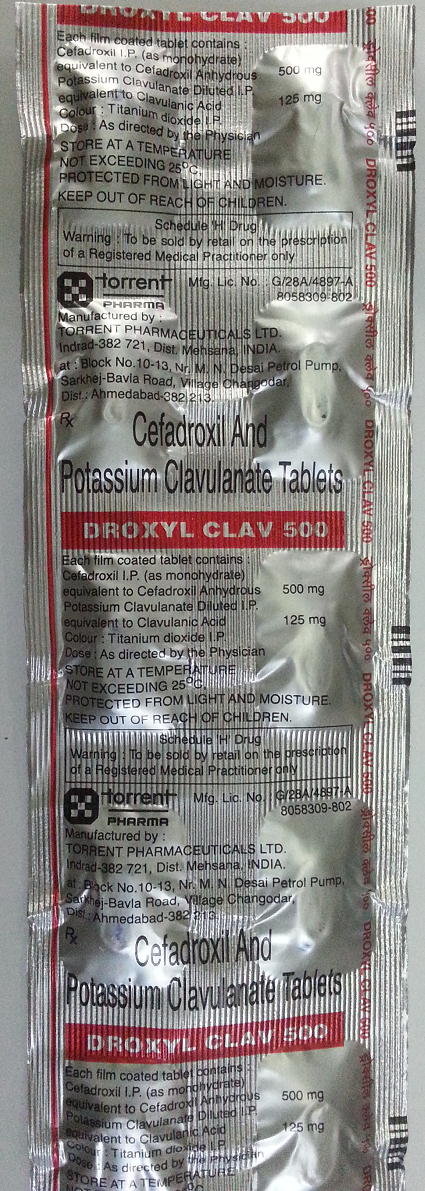 DROXYL CLAV 500
Each film coated tablet contains :
Cefadroxil I.P. (as monohydrate)
equivalent to Cefadroxil Anhydrous 500 mg
Potassium Clavulanate Diluted I.P.
equivalent to Clavulanic Acid 125 mg
Colour : Titanium dioxide I.P.
Dose : As directed by the Physician
STORE AT A TEMPERATURE
NOT EXCEEDING 25°C.
PROTECTED FROM LIGHT AND MOISTURE.
KEEP OUT OF REACH OF CHILDREN.
Schedule 'H' Drug
Warning : To be sold by retail on the prescription
of a Registered Medical Practitioner only
torrent
PHARMA
Mfg. Lic. No. : G/28A/4897-A
8058309-802
Manufactured by :
TORRENT PHARMACEUTICALS LTD.
Indrad-382 721, Dist. Mehsana, INDIA.
at : Block No.10-13, Nr. M. N. Desai Petrol Pump,
Sarkhej-Bavla Road, Village Changodar,
Dist.: Ahmedabad-382 213.
Rx
Cefadroxil And
Potassium Clavulanate Tablets
DROXYL CLAV 500
Each film coated tablet contains :
Cefadroxil I.P. (as monohydrate)
equivalent to Cefadroxil Anhydrous 500 mg
Potassium Clavulanate Diluted I.P.
equivalent to Clavulanic Acid 125 mg
Colour : Titanium dioxide I.P.
Dose : As directed by the Physician
STORE AT A TEMPERATURE
NOT EXCEEDING 25°C.
PROTECTED FROM LIGHT AND MOISTURE.
KEEP OUT OF REACH OF CHILDREN.
Schedule 'H' Drug
Warning : To be sold by retail on the prescription
of a Registered Medical Practitioner only
torrent
PHARMA
Mfg. Lic. No. : G/28A/4897-A
8058309-802
Manufactured by :
TORRENT PHARMACEUTICALS LTD.
Indrad-382 721, Dist. Mehsana, INDIA.
at : Block No.10-13, Nr. M. N. Desai Petrol Pump,
Sarkhej-Bavla Road, Village Changodar,
Dist.: Ahmedabad-382 213.
Rx
Cefadroxil And
Potassium Clavulanate Tablets
DROXYL CLAV 500
Each film coated tablet contains :
Cefadroxil I.P. (as monohydrate)
equivalent to Cefadroxil Anhydrous 500 mg
Potassium Clavulanate Diluted I.P.
equivalent to Clavulanic Acid 125 mg
Colour : Titanium dioxide I.P.
Dose : As directed by the Physician
STORE AT A TEMPERATURE
00 ड्रौक्सील क्लेव ५०० DROXYL CLAV 500 ड्रौक्सील क्लेव ५०० DROXYL CLAV 500 ड्रौक्सील क्लेव ५०० DROXYL CLAV 500 ड्रौक्सील क्लेव ५०० DROXYL CLAV 500